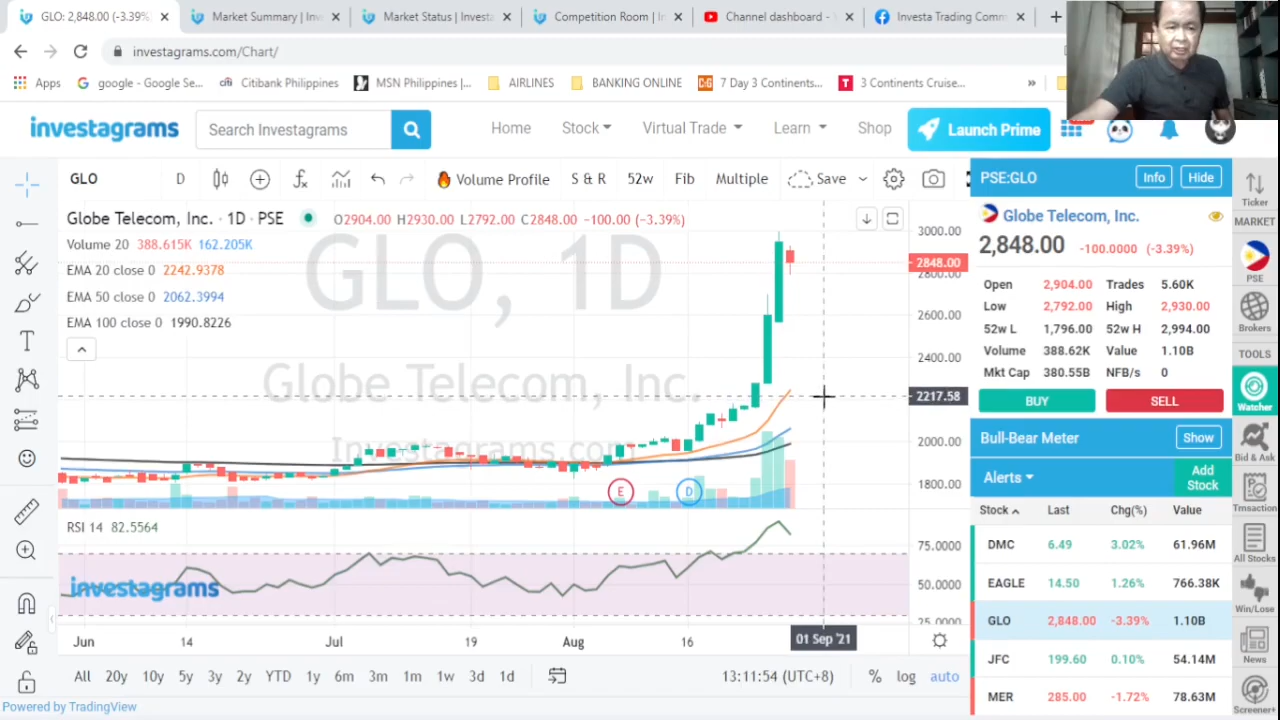 GLO: 2,848.00 (-3.39%
Market Summary | Inv
Market Status | Investa
Competition Room | In
Channel dashboard -
Investa Trading Comm
investagrams.com/Chart/
Apps
google - Google Se...
Citibank Philippines
MSN Philippines |...
AIRLINES
BANKING ONLINE
7 Day 3 Continents...
3 Continents Cruise...
»
investagrams
Search Investagrams
Home
Stock
Virtual Trade
Learn
Shop
Launch Prime
GLO
D
Volume Profile
S & R
52w
Fib
Multiple
Save
Globe Telecom, Inc. · 1D · PSE
O2904.00 H2930.00 L2792.00 C2848.00 -100.00 (-3.39%)
Volume 20 388.615K 162.205K
EMA 20 close 0 2242.9378
EMA 50 close 0 2062.3994
EMA 100 close 0 1990.8226
GLO, 1D
Globe Telecom, Inc.
Investagrams.com
3000.00
2848.00
2800.00
2600.00
2400.00
2217.58
2000.00
1800.00
E
D
RSI 14 82.5564
investagrams
75.0000
50.0000
25.0000
Jun
14
Jul
19
Aug
16
01 Sep '21
All 20y 10y 5y 3y 2y YTD 1y 6m 3m 1m 1w 3d 1d
13:11:54 (UTC+8)
% log auto
Powered by TradingView
PSE:GLO
Info
Hide
Globe Telecom, Inc.
2,848.00 -100.0000 (-3.39%)
Open 2,904.00 Trades 5.60K
Low 2,792.00 High 2,930.00
52w L 1,796.00 52w H 2,994.00
Volume 388.62K Value 1.10B
Mkt Cap 380.55B NFB/s 0
BUY
SELL
Bull-Bear Meter
Show
Alerts
Add
Stock
Stock Last Chg(%) Value
DMC 6.49 3.02% 61.96M
EAGLE 14.50 1.26% 766.38K
GLO 2,848.00 -3.39% 1.10B
JFC 199.60 0.10% 54.14M
MER 285.00 -1.72% 78.63M
Ticker
MARKET
PSE
Brokers
TOOLS
Watcher
Bid & Ask
Trnsaction
All Stocks
Win/Lose
News
Screener+